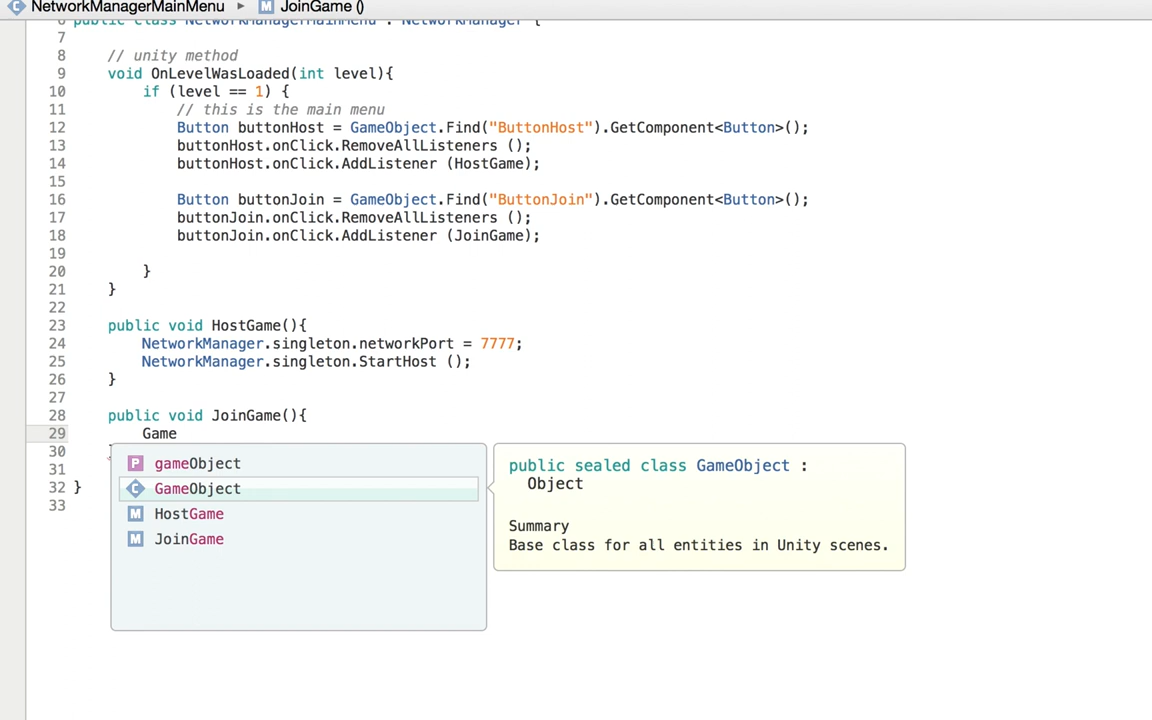 NetworkManagerMainMenu ▸ JoinGame ()
6 public class NetworkManagerMainMenu : NetworkManager {
7
8 // unity method
9 void OnLevelWasLoaded(int level){
10 if (level == 1) {
11 // this is the main menu
12 Button buttonHost = GameObject.Find("ButtonHost").GetComponent<Button>();
13 buttonHost.onClick.RemoveAllListeners ();
14 buttonHost.onClick.AddListener (HostGame);
15
16 Button buttonJoin = GameObject.Find("ButtonJoin").GetComponent<Button>();
17 buttonJoin.onClick.RemoveAllListeners ();
18 buttonJoin.onClick.AddListener (JoinGame);
19
20 }
21 }
22
23 public void HostGame(){
24 NetworkManager.singleton.networkPort = 7777;
25 NetworkManager.singleton.StartHost ();
26 }
27
28 public void JoinGame(){
29 Game
30
31
32 }
33
P gameObject
C GameObject
M HostGame
M JoinGame
public sealed class GameObject :
Object
Summary
Base class for all entities in Unity scenes.